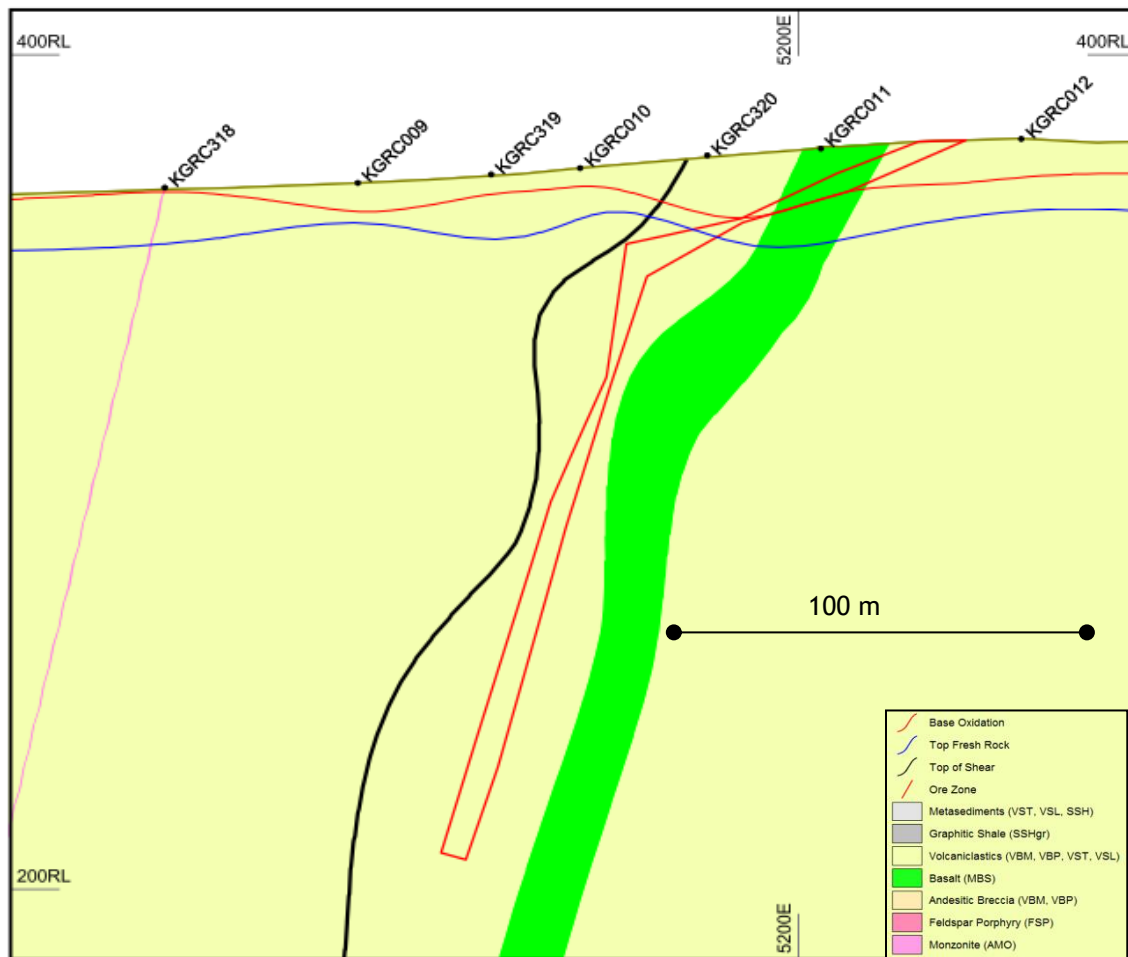 400RL
5200E
400RL
KGRC318
KGRC009
KGRC319
KGRC010
KGRC320
KGRC011
KGRC012
100 m
Base Oxidation
Top Fresh Rock
Top of Shear
Ore Zone
Metasediments (VST, VSL, SSH)
Graphitic Shale (SSHgr)
Volcaniclastics (VBM, VBP, VST, VSL)
Basalt (MBS)
Andesitic Breccia (VBM, VBP)
Feldspar Porphyry (FSP)
Monzonite (AMO)
200RL
5200E